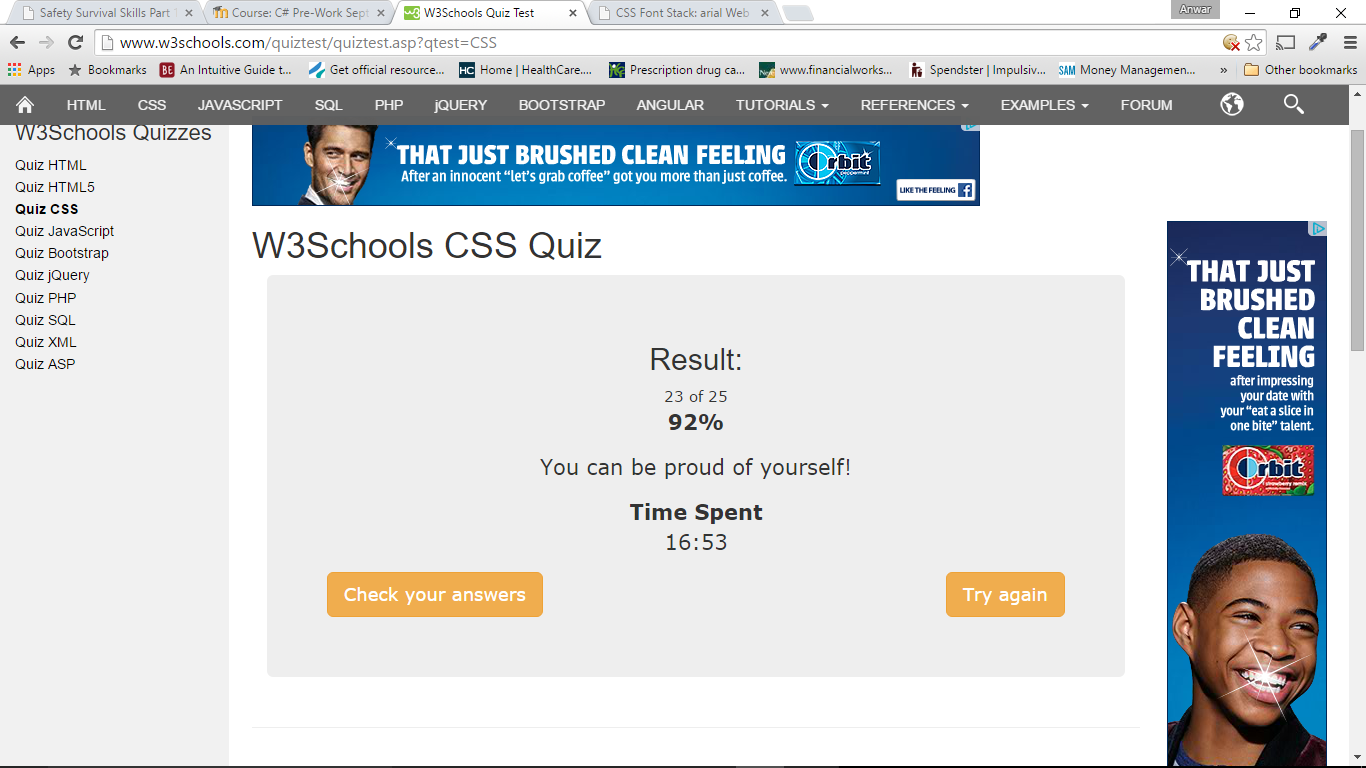 Anwar
Safety Survival Skills Part 1
Course: C# Pre-Work Sept
W3Schools Quiz Test
CSS Font Stack: arial Web
www.w3schools.com/quiztest/quiztest.asp?qtest=CSS
Apps
Bookmarks
BE An Intuitive Guide t...
Get official resource...
HC Home | HealthCare....
Prescription drug ca...
www.financialworks...
Spendster | Impulsiv...
SAM Money Managemen...
» Other bookmarks
HTML CSS JAVASCRIPT SQL PHP jQUERY BOOTSTRAP ANGULAR TUTORIALS REFERENCES EXAMPLES FORUM
W3Schools Quizzes
Quiz HTML
Quiz HTML5
Quiz CSS
Quiz JavaScript
Quiz Bootstrap
Quiz jQuery
Quiz PHP
Quiz SQL
Quiz XML
Quiz ASP
THAT JUST BRUSHED CLEAN FEELING
After an innocent “let’s grab coffee” got you more than just coffee.
Orbit
peppermint
LIKE THE FEELING
W3Schools CSS Quiz
Result:
23 of 25
92%
You can be proud of yourself!
Time Spent
16:53
Check your answers
Try again
THAT JUST
BRUSHED
CLEAN
FEELING
after impressing
your date with
your “eat a slice in
one bite” talent.
Orbit
strawberry remix